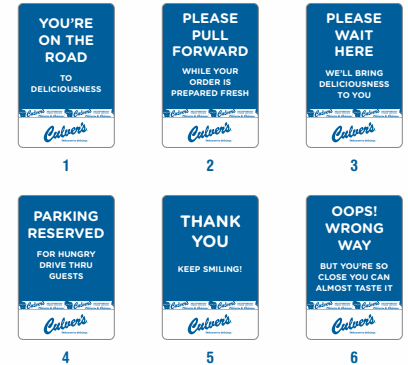 YOU'RE
ON THE
ROAD
TO
DELICIOUSNESS
Culver's
1
PLEASE
PULL
FORWARD
WHILE YOUR
ORDER IS
PREPARED FRESH
Culver's
2
PLEASE
WAIT
HERE
WE'LL BRING
DELICIOUSNESS
TO YOU
Culver's
3
PARKING
RESERVED
FOR HUNGRY
DRIVE THRU
GUESTS
Culver's
4
THANK
YOU
KEEP SMILING!
Culver's
5
OOPS!
WRONG
WAY
BUT YOU'RE SO
CLOSE YOU CAN
ALMOST TASTE IT
Culver's
6